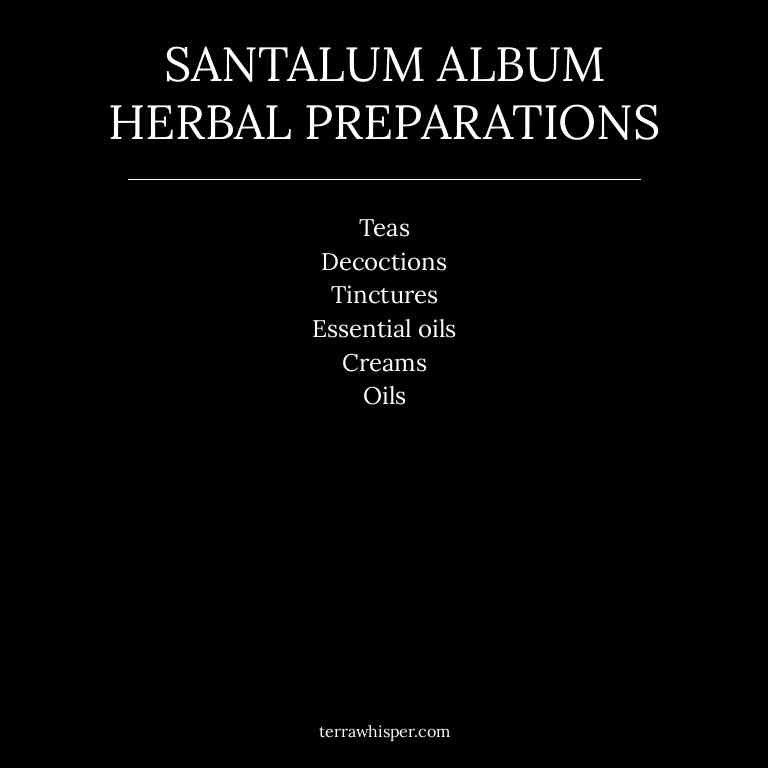 SANTALUM ALBUM
HERBAL PREPARATIONS
Teas
Decoctions
Tinctures
Essential oils
Creams
Oils
terrawhisper.com